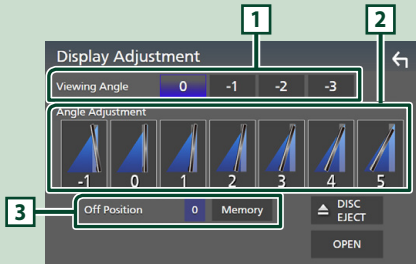 1
2
Display Adjustment
Viewing Angle 0 -1 -2 -3
Angle Adjustment
-1 0 1 2 3 4 5
3
Off Position 0 Memory
DISC
EJECT
OPEN